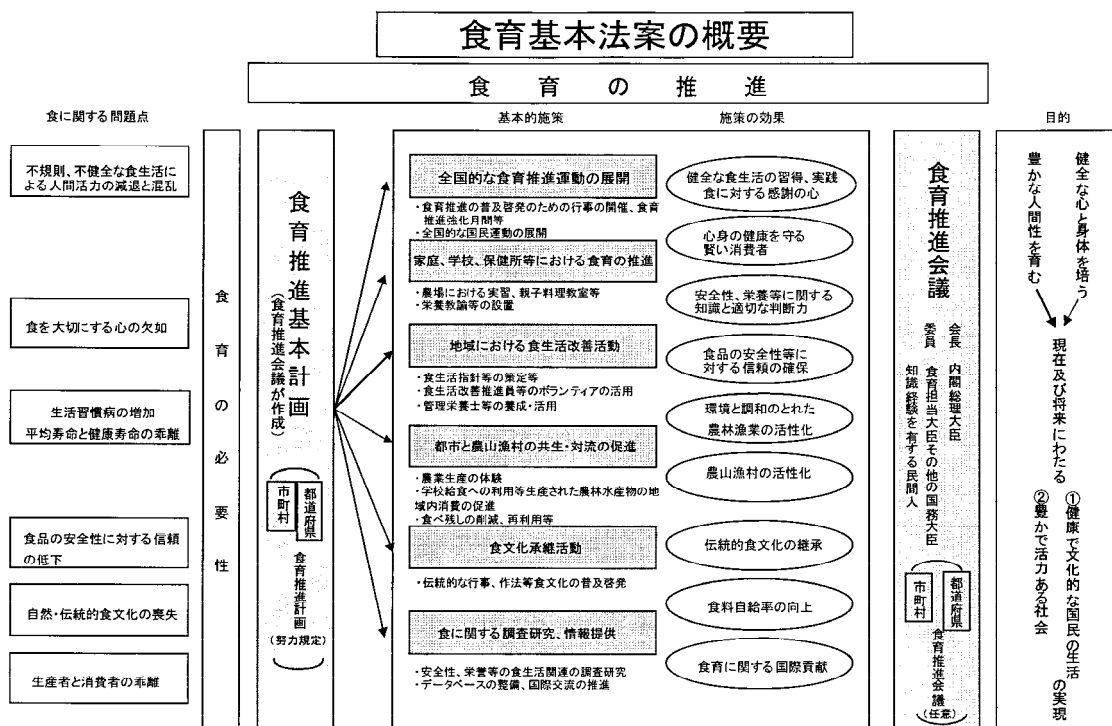 食育基本法案の概要
食育の推進
食に関する問題点
不規則、不健全な食生活に
よる人間活力の減退と混乱
食を大切にする心の欠如
生活習慣病の増加
平均寿命と健康寿命の乖離
食品の安全性に対する信頼
の低下
自然・伝統的食文化の喪失
生産者と消費者の乖離
食育の必要性
食育推進基本計画
(食育推進会議が作成)
都道府県
市町村
食育推進計画
(努力規定)
基本的施策
全国的な食育推進運動の展開
・食育推進の普及啓発のための行事の開催、食育
推進強化月間等
・全国的な国民運動の展開
家庭、学校、保健所等における食育の推進
・農場における実習、親子料理教室等
・栄養教諭等の設置
地域における食生活改善活動
・食生活指針等の策定等
・食生活改善推進員等のボランティアの活用
・管理栄養士等の養成・活用
都市と農山漁村の共生・対流の促進
・農業生産の体験
・学校給食への利用等生産された農林水産物の地
域内消費の促進
・食べ残しの削減、再利用等
食文化承継活動
・伝統的な行事、作法等食文化の普及啓発
食に関する調査研究、情報提供
・安全性、栄誉等の食生活関連の調査研究
・データベースの整備、国際交流の推進
施策の効果
健全な食生活の習得、実践
食に対する感謝の心
心身の健康を守る
賢い消費者
安全性、栄養等に関する
知識と適切な判断力
食品の安全性等に
対する信頼の確保
環境と調和のとれた
農林漁業の活性化
農山漁村の活性化
伝統的食文化の継承
食料自給率の向上
食育に関する国際貢献
食育推進会議
会長　内閣総理大臣
委員　食育担当大臣その他の国務大臣
知識経験を有する民間人
都道府県
市町村
食育推進会議
(任意)
目的
健全な心と身体を培う
豊かな人間性を育む
現在及び将来にわたる
①健康で文化的な国民の生活
②豊かで活力ある社会
の実現